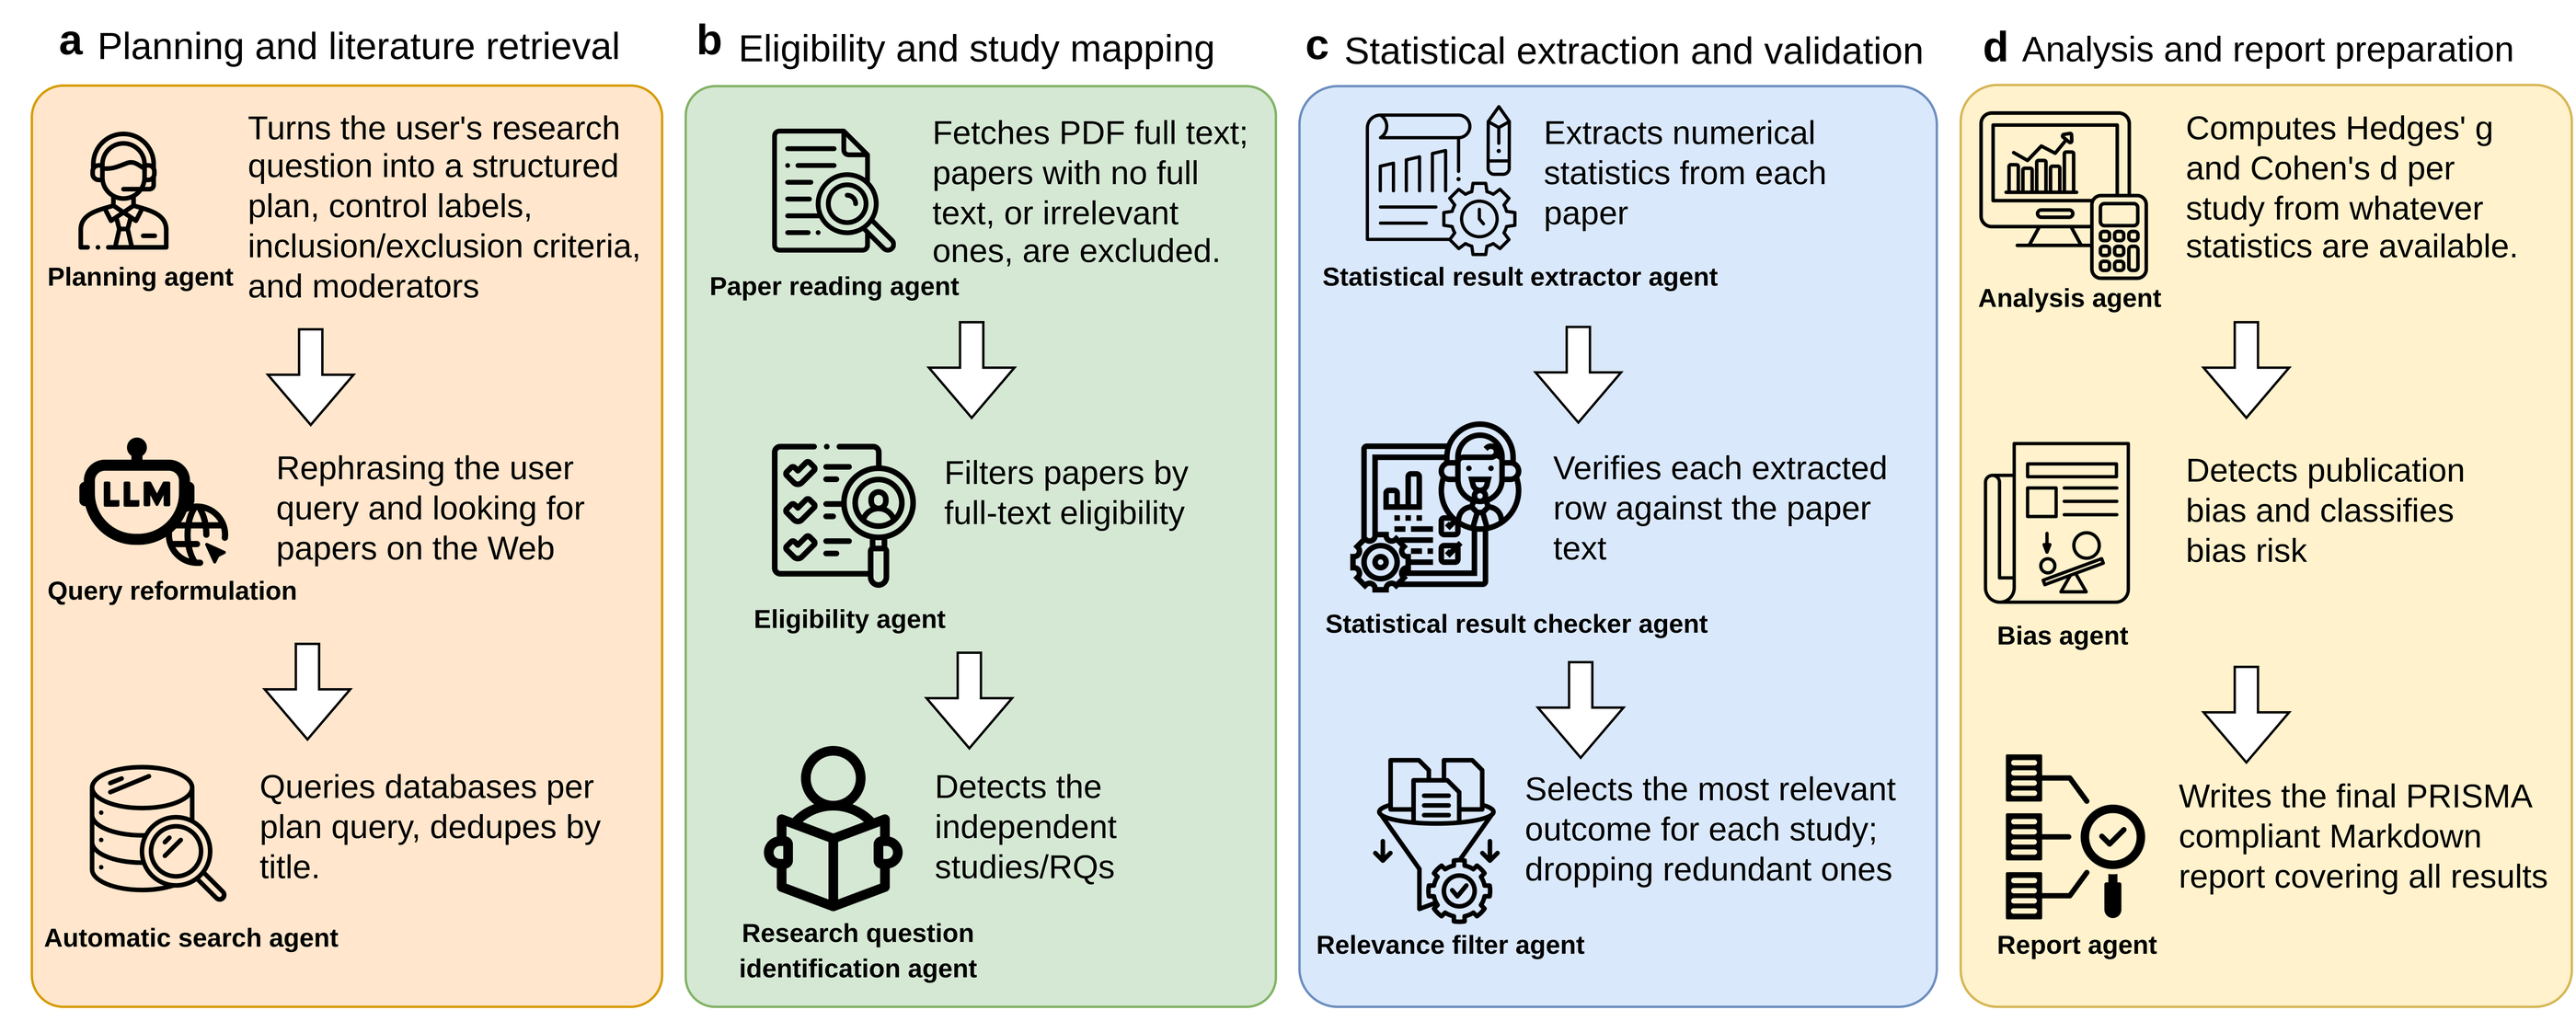 a Planning and literature retrieval
Turns the user's research
question into a structured
plan, control labels,
inclusion/exclusion criteria,
and moderators
Planning agent
LLM
Rephrasing the user
query and looking for
papers on the Web
Query reformulation
Queries databases per
plan query, dedupes by
title.
Automatic search agent
b Eligibility and study mapping
Fetches PDF full text;
papers with no full
text, or irrelevant
ones, are excluded.
Paper reading agent
Filters papers by
full-text eligibility
Eligibility agent
Detects the
independent
studies/RQs
Research question
identification agent
c Statistical extraction and validation
Extracts numerical
statistics from each
paper
Statistical result extractor agent
Verifies each extracted
row against the paper
text
Statistical result checker agent
Selects the most relevant
outcome for each study;
dropping redundant ones
Relevance filter agent
d Analysis and report preparation
Computes Hedges' g
and Cohen's d per
study from whatever
statistics are available.
Analysis agent
Detects publication
bias and classifies
bias risk
Bias agent
Writes the final PRISMA
compliant Markdown
report covering all results
Report agent